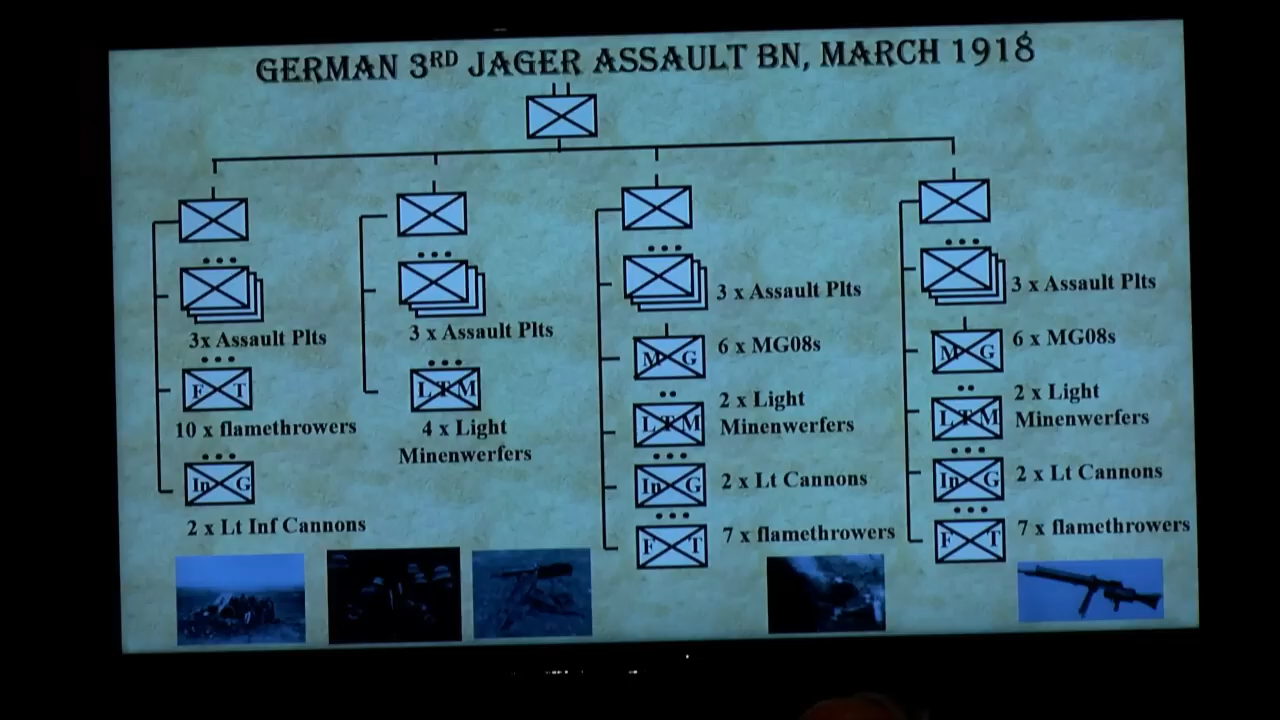 GERMAN 3RD JAGER ASSAULT BN, MARCH 1918
3x Assault Plts
F T
10 x flamethrowers
In G
2 x Lt Inf Cannons
3 x Assault Plts
L T M
4 x Light
Minenwerfers
3 x Assault Plts
M G
6 x MG08s
L T M
2 x Light
Minenwerfers
In G
2 x Lt Cannons
F T
7 x flamethrowers
3 x Assault Plts
M G
6 x MG08s
L T M
2 x Light
Minenwerfers
In G
2 x Lt Cannons
F T
7 x flamethrowers